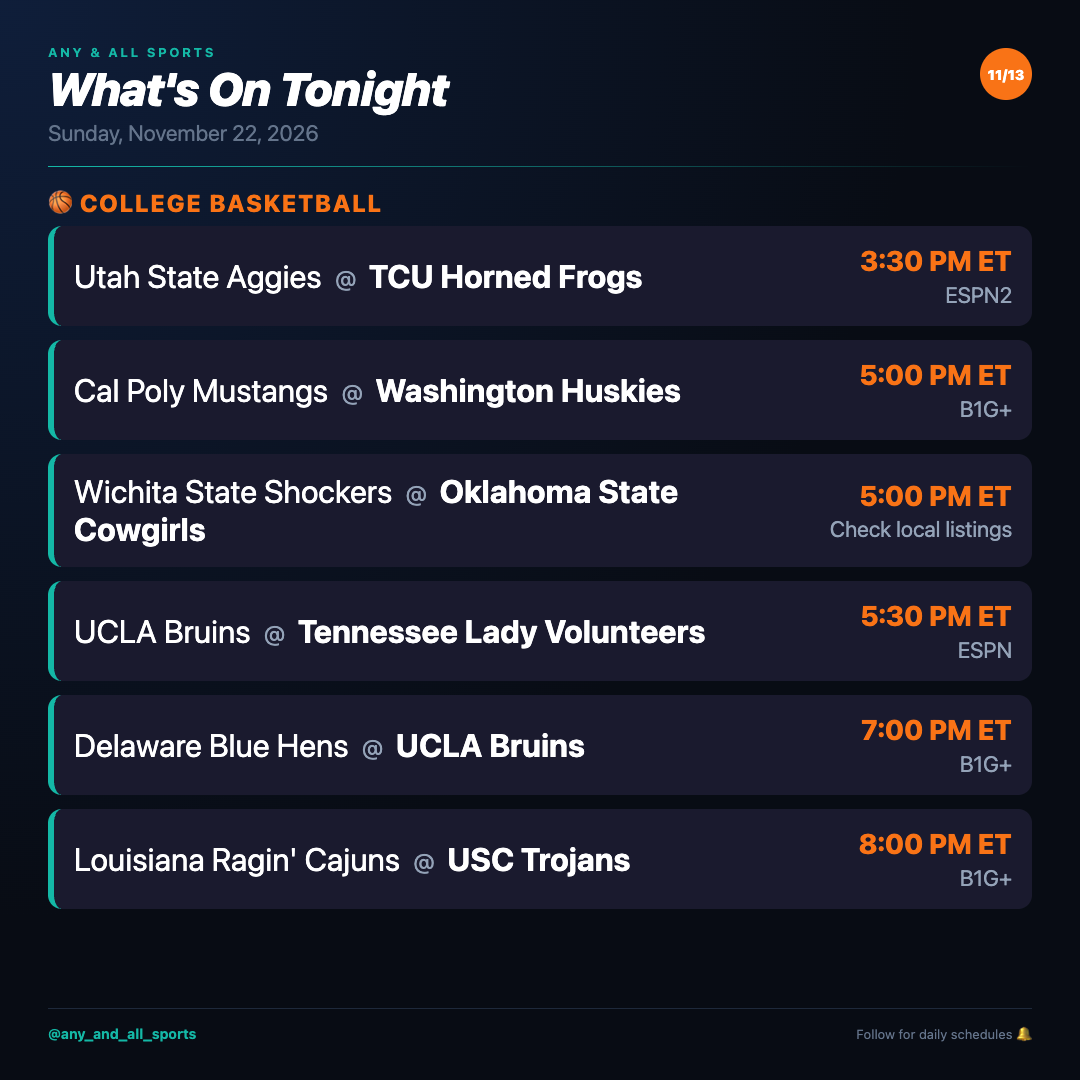 ANY & ALL SPORTS
What's On Tonight
11/13
Sunday, November 22, 2026
🏀 COLLEGE BASKETBALL
Utah State Aggies @ TCU Horned Frogs
3:30 PM ET
ESPN2
Cal Poly Mustangs @ Washington Huskies
5:00 PM ET
B1G+
Wichita State Shockers @ Oklahoma State
Cowgirls
5:00 PM ET
Check local listings
UCLA Bruins @ Tennessee Lady Volunteers
5:30 PM ET
ESPN
Delaware Blue Hens @ UCLA Bruins
7:00 PM ET
B1G+
Louisiana Ragin' Cajuns @ USC Trojans
8:00 PM ET
B1G+
@any_and_all_sports
Follow for daily schedules 🔔